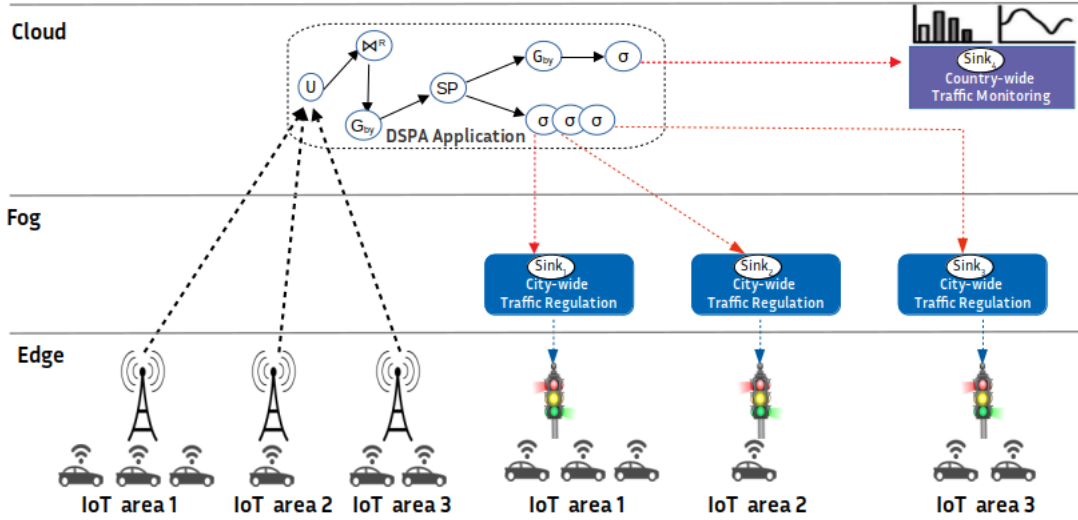 Cloud
U
⋈ᴿ
G_by
SP
G_by
σ
σ σ σ
DSPA Application
Sink₄
Country-wide
Traffic Monitoring
Fog
Sink₁
City-wide
Traffic Regulation
Sink₂
City-wide
Traffic Regulation
Sink₃
City-wide
Traffic Regulation
Edge
IoT area 1
IoT area 2
IoT area 3
IoT area 1
IoT area 2
IoT area 3